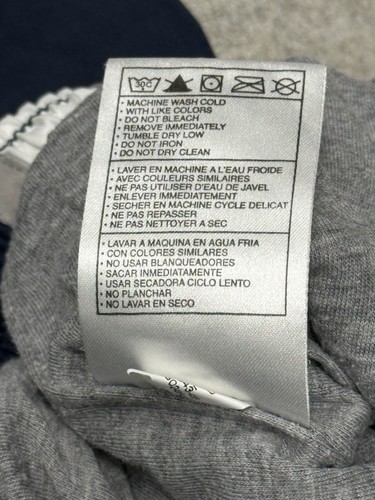 30C
• MACHINE WASH COLD
• WITH LIKE COLORS
• DO NOT BLEACH
• REMOVE IMMEDIATELY
TUMBLE DRY LOW
• DO NOT IRON
• DO NOT DRY CLEAN
• LAVER EN MACHINE A L'EAU FROIDE
• AVEC COULEURS SIMILAIRES
• NE PAS UTILISER D'EAU DE JAVEL
ENLEVER IMMEDIATEMENT
• SECHER EN MACHINE CYCLE DELICAT
• NE PAS REPASSER
• NE PAS NETTOYER A SEC
• LAVAR A MAQUINA EN AGUA FRIA
• CON COLORES SIMILARES
• NO USAR BLANQUEADORES
SACAR INMEDIATAMENTE
• USAR SECADORA CICLO LENTO
• NO PLANCHAR
• NO LAVAR EN SECO